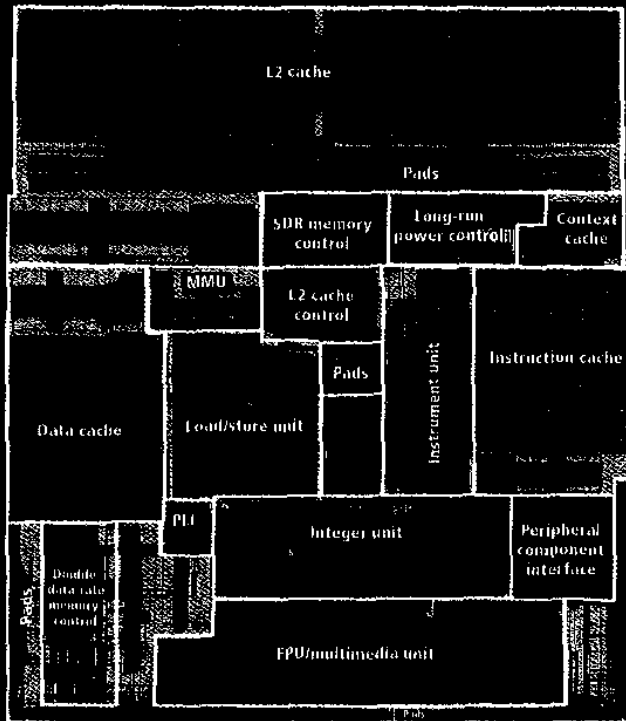 L2 cache
Pads
SDR memory
control
Long-run
power control
Context
cache
MMU
L2 cache
control
Pads
Instrument unit
Instruction cache
Data cache
Load/store unit
PLL
Integer unit
Peripheral
component
interface
Pads
Double
data rate
memory
control
FPU/multimedia unit
Pads